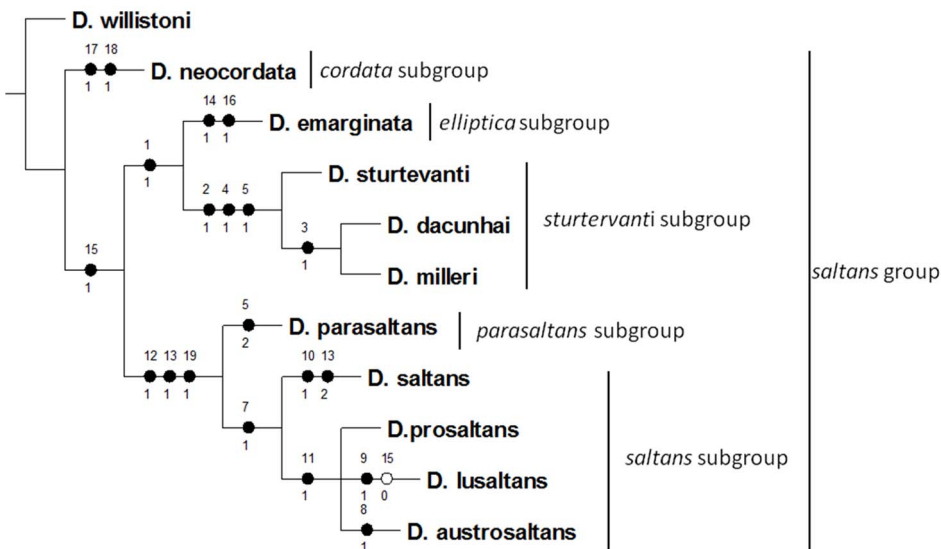 D. willistoni
17 18
D. neocordata
cordata subgroup
1 1
14 16
D. emarginata
elliptica subgroup
1 1
1
1
D. sturtevanti
2 4 5
1 1 1
sturtervanti subgroup
3
D. dacunhai
1
D. milleri
15
1
saltans group
5
D. parasaltans
parasaltans subgroup
2
12 13 19
1 1 1
10 13
D. saltans
1 2
7
1
D.prosaltans
saltans subgroup
11
1
9 15
D. lusaltans
1 0
8
D. austrosaltans
1